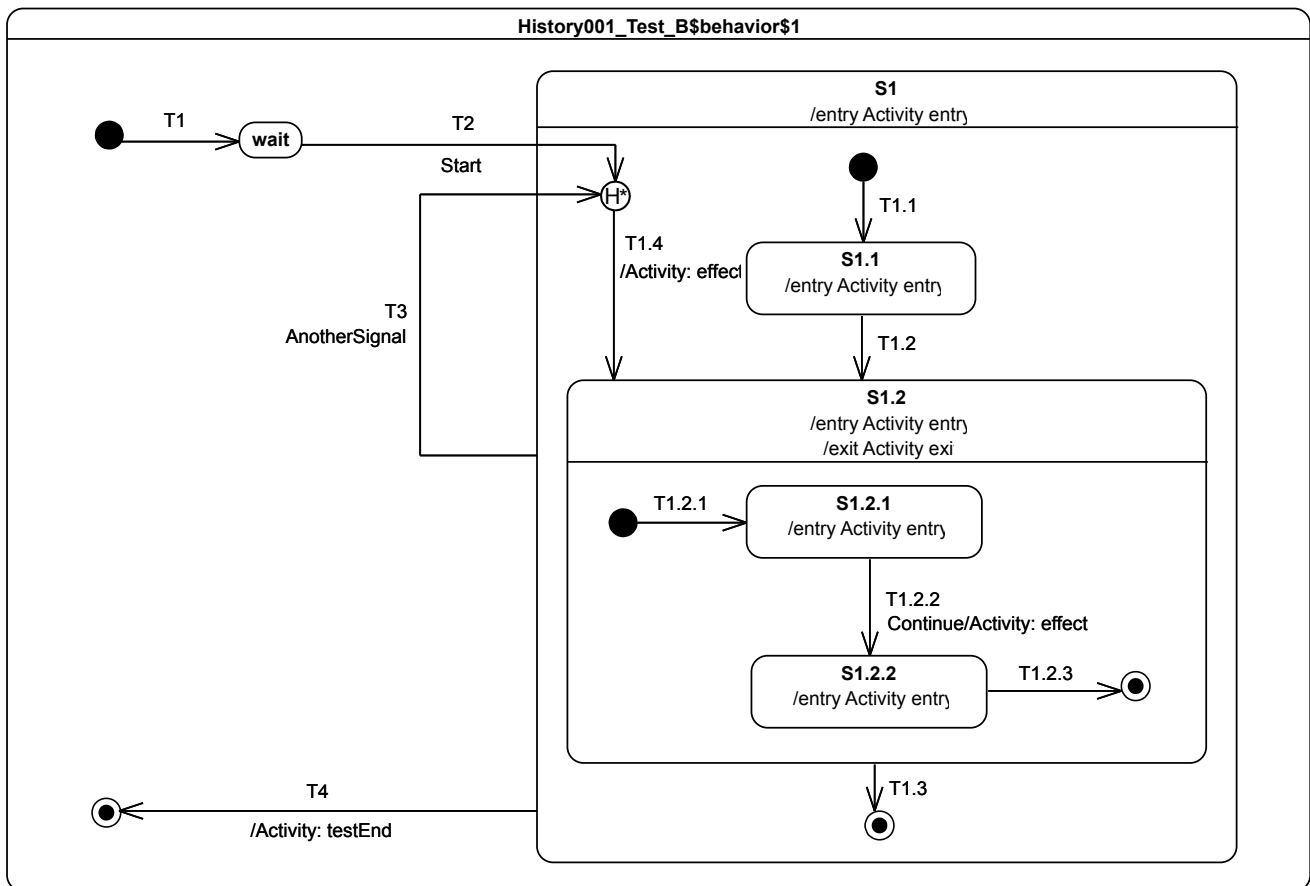 History001_Test_B$behavior$1
S1
/entry Activity entry
T1
wait
T2
Start
H*
T1.1
T1.4
/Activity: effect
S1.1
/entry Activity entry
T3
AnotherSignal
T1.2
S1.2
/entry Activity entry
/exit Activity exi
T1.2.1
S1.2.1
/entry Activity entry
T1.2.2
Continue/Activity: effect
S1.2.2
/entry Activity entry
T1.2.3
T4
/Activity: testEnd
T1.3